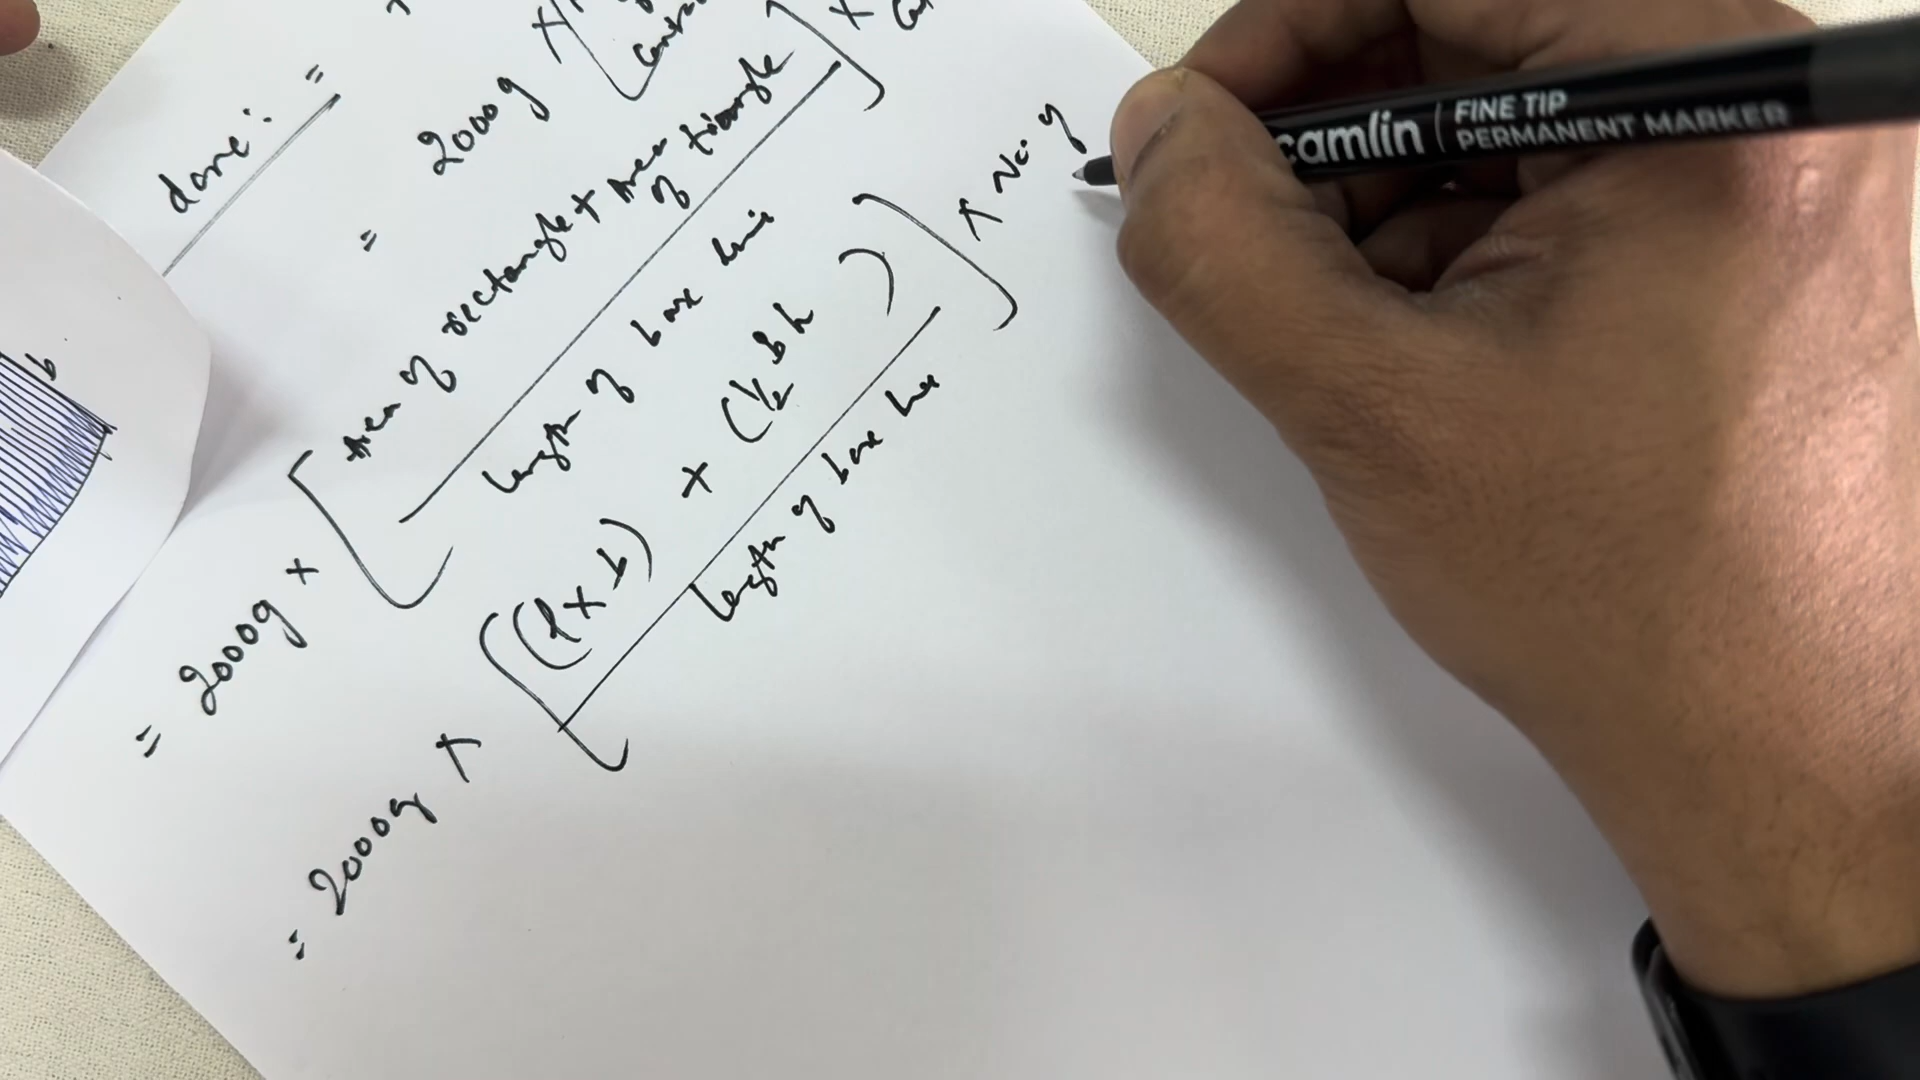 done :
=
= 2000g ×
= 2000g × [ Area of rectangle + Area of triangle ] ×
length of base line
= 2000g × [ (l × b) + (½ b h) ] × No. of
length of base line
b
camlin | FINE TIP PERMANENT MARKER